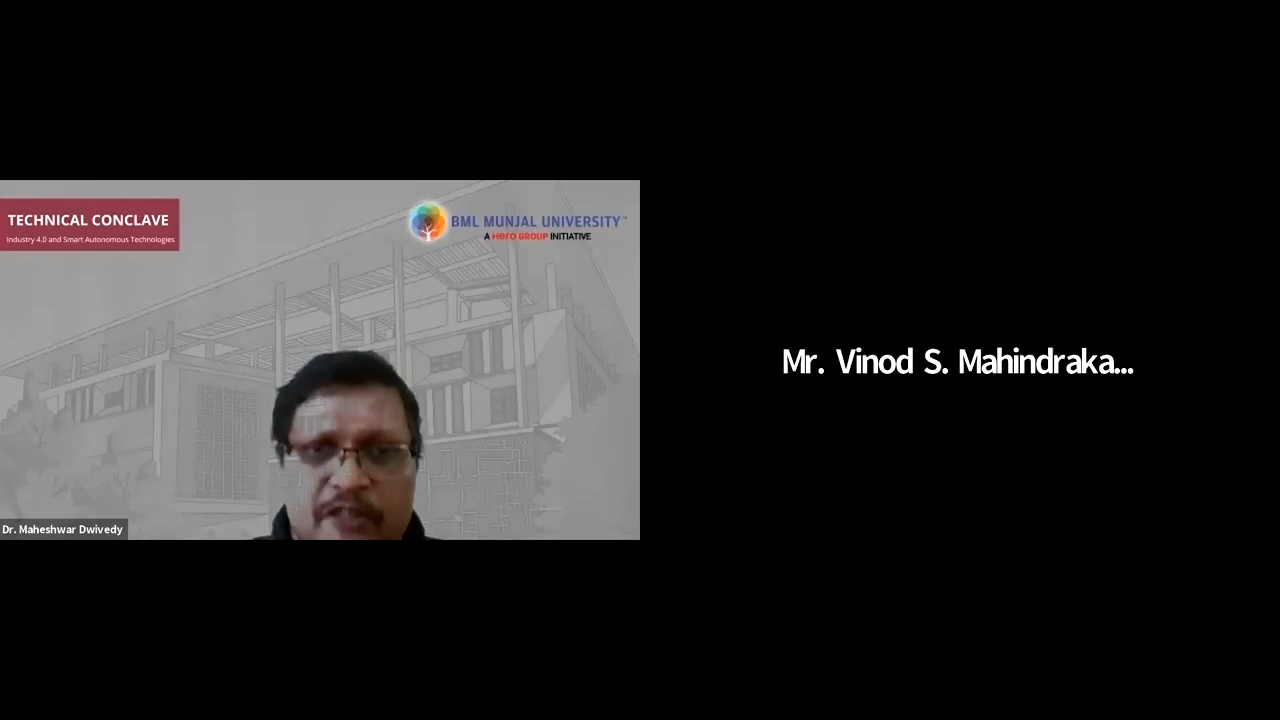 TECHNICAL CONCLAVE
Industry 4.0 and Smart Autonomous Technologies
BML MUNJAL UNIVERSITY™
A Hero GROUP INITIATIVE
Mr. Vinod S. Mahindraka...
Dr. Maheshwar Dwivedy